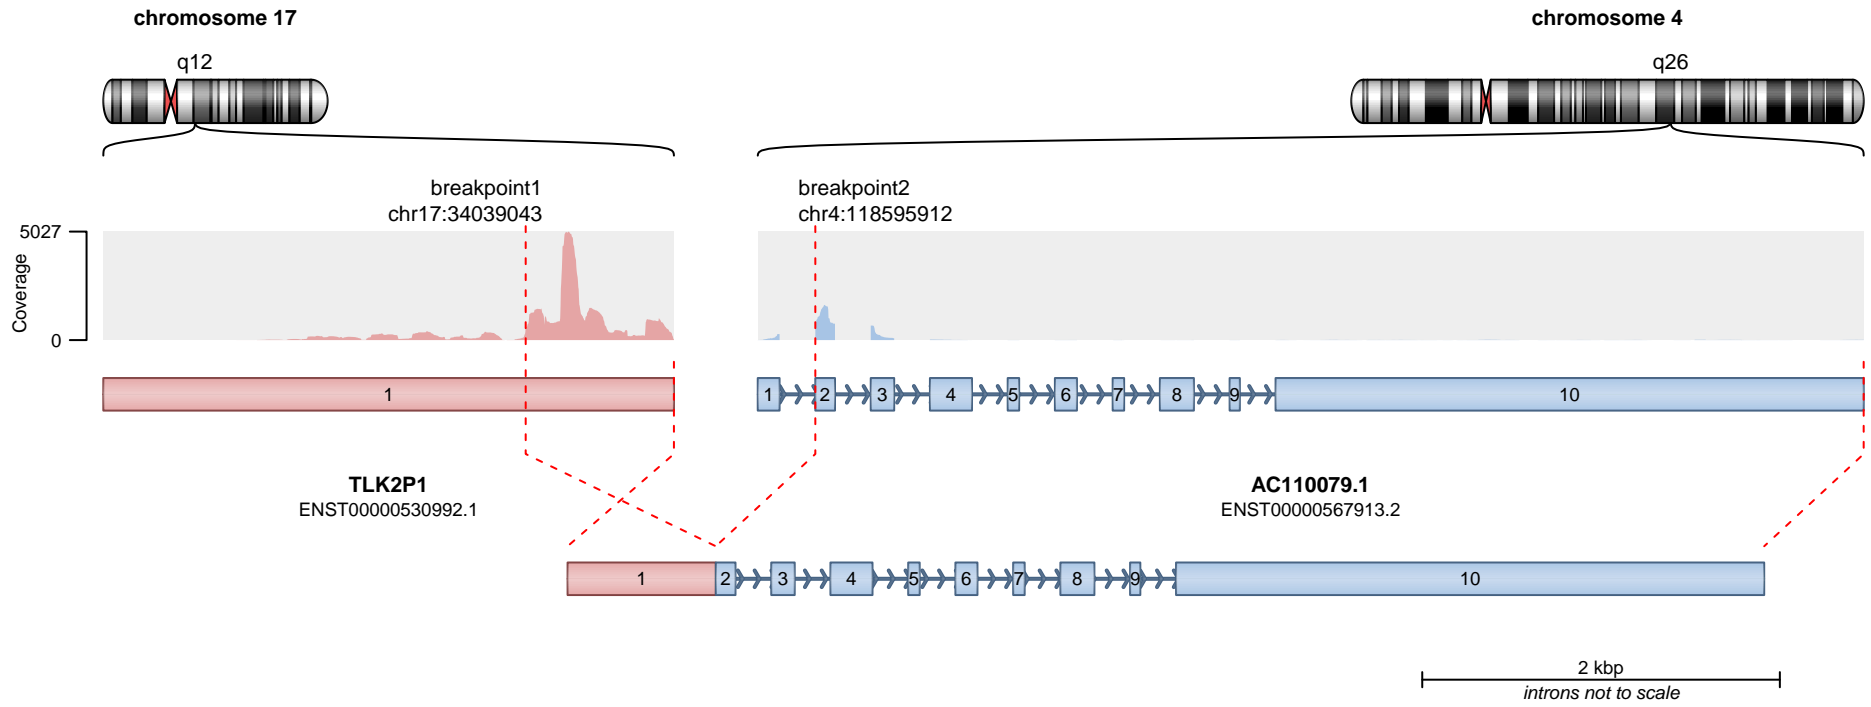 chromosome 17
chromosome 4
q12
q26
breakpoint1
chr17:34039043
breakpoint2
chr4:118595912
5027
Coverage
0
1
1 2 3 4 5 6 7 8 9 10
TLK2P1
ENST00000530992.1
AC110079.1
ENST00000567913.2
1 2 3 4 5 6 7 8 9 10
2 kbp
introns not to scale